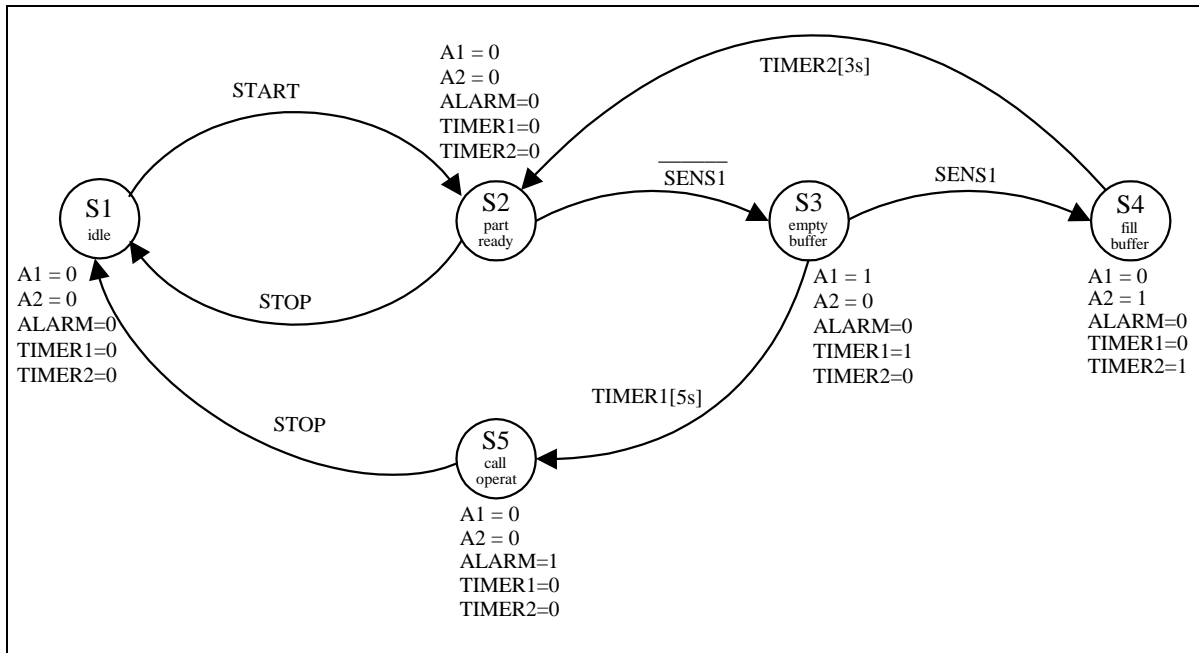 A1 = 0
A2 = 0
ALARM=0
TIMER1=0
TIMER2=0
START
TIMER2[3s]
SENS1
SENS1
S1
idle
S2
part
ready
S3
empty
buffer
S4
fill
buffer
A1 = 0
A2 = 0
ALARM=0
TIMER1=0
TIMER2=0
STOP
A1 = 1
A2 = 0
ALARM=0
TIMER1=1
TIMER2=0
A1 = 0
A2 = 1
ALARM=0
TIMER1=0
TIMER2=1
TIMER1[5s]
STOP
S5
call
operat
A1 = 0
A2 = 0
ALARM=1
TIMER1=0
TIMER2=0